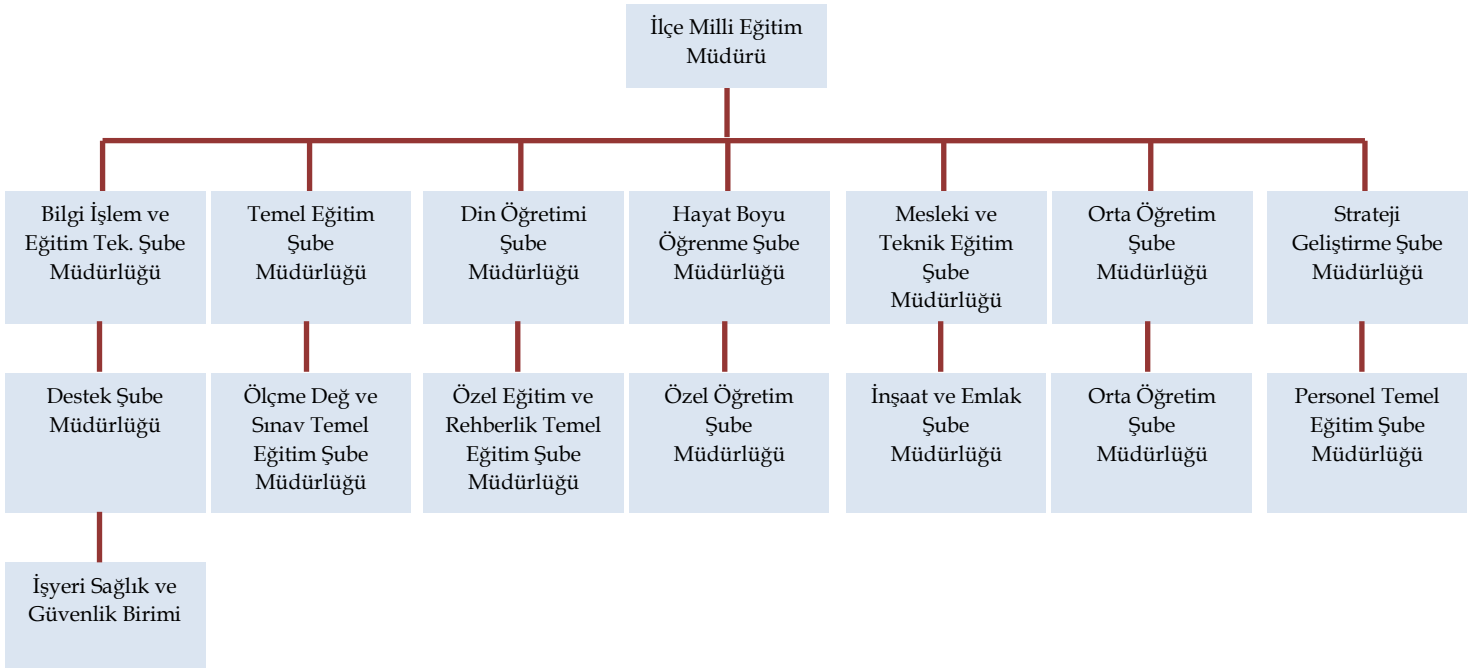 İlçe Milli Eğitim
Müdürü
Bilgi İşlem ve
Eğitim Tek. Şube
Müdürlüğü
Temel Eğitim
Şube
Müdürlüğü
Din Öğretimi
Şube
Müdürlüğü
Hayat Boyu
Öğrenme Şube
Müdürlüğü
Mesleki ve
Teknik Eğitim
Şube
Müdürlüğü
Orta Öğretim
Şube
Müdürlüğü
Strateji
Geliştirme Şube
Müdürlüğü
Destek Şube
Müdürlüğü
Ölçme Değ ve
Sınav Temel
Eğitim Şube
Müdürlüğü
Özel Eğitim ve
Rehberlik Temel
Eğitim Şube
Müdürlüğü
Özel Öğretim
Şube
Müdürlüğü
İnşaat ve Emlak
Şube
Müdürlüğü
Orta Öğretim
Şube
Müdürlüğü
Personel Temel
Eğitim Şube
Müdürlüğü
İşyeri Sağlık ve
Güvenlik Birimi